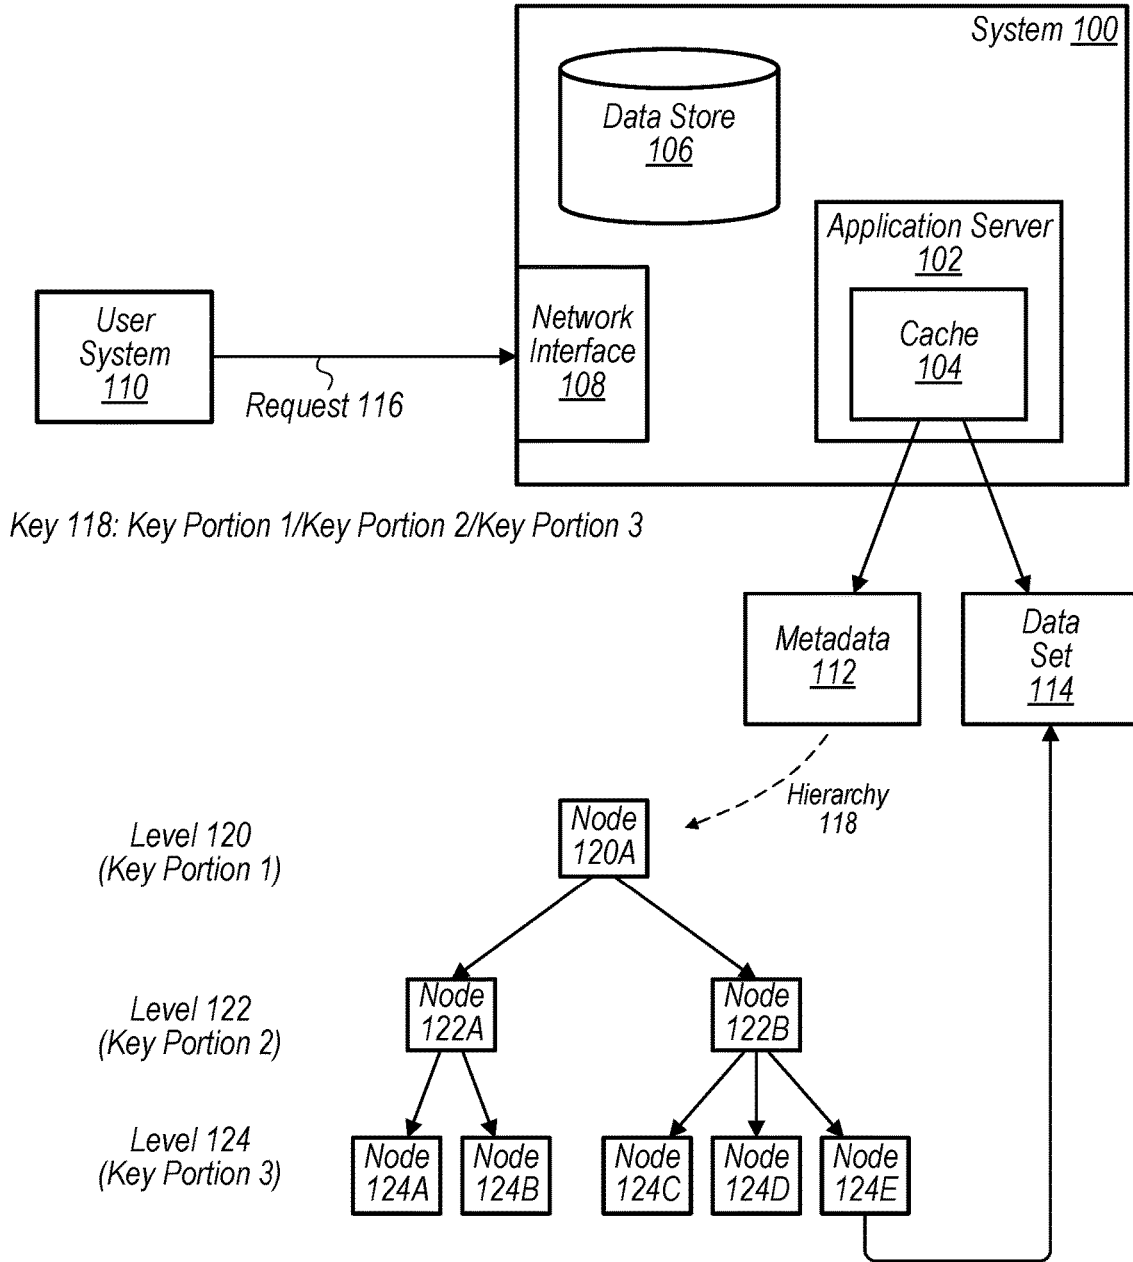 System 100
Data Store
106
Application Server
102
Cache
104
Network
Interface
108
User
System
110
Request 116
Key 118: Key Portion 1/Key Portion 2/Key Portion 3
Metadata
112
Data
Set
114
Hierarchy
118
Level 120
(Key Portion 1)
Node
120A
Level 122
(Key Portion 2)
Node
122A
Node
122B
Level 124
(Key Portion 3)
Node
124A
Node
124B
Node
124C
Node
124D
Node
124E